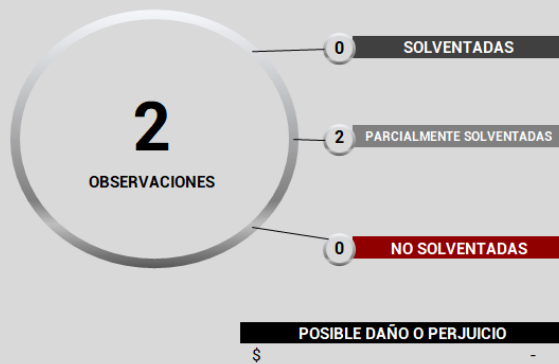 0 SOLVENTADAS
2
OBSERVACIONES
2 PARCIALMENTE SOLVENTADAS
0 NO SOLVENTADAS
POSIBLE DAÑO O PERJUICIO
$ -